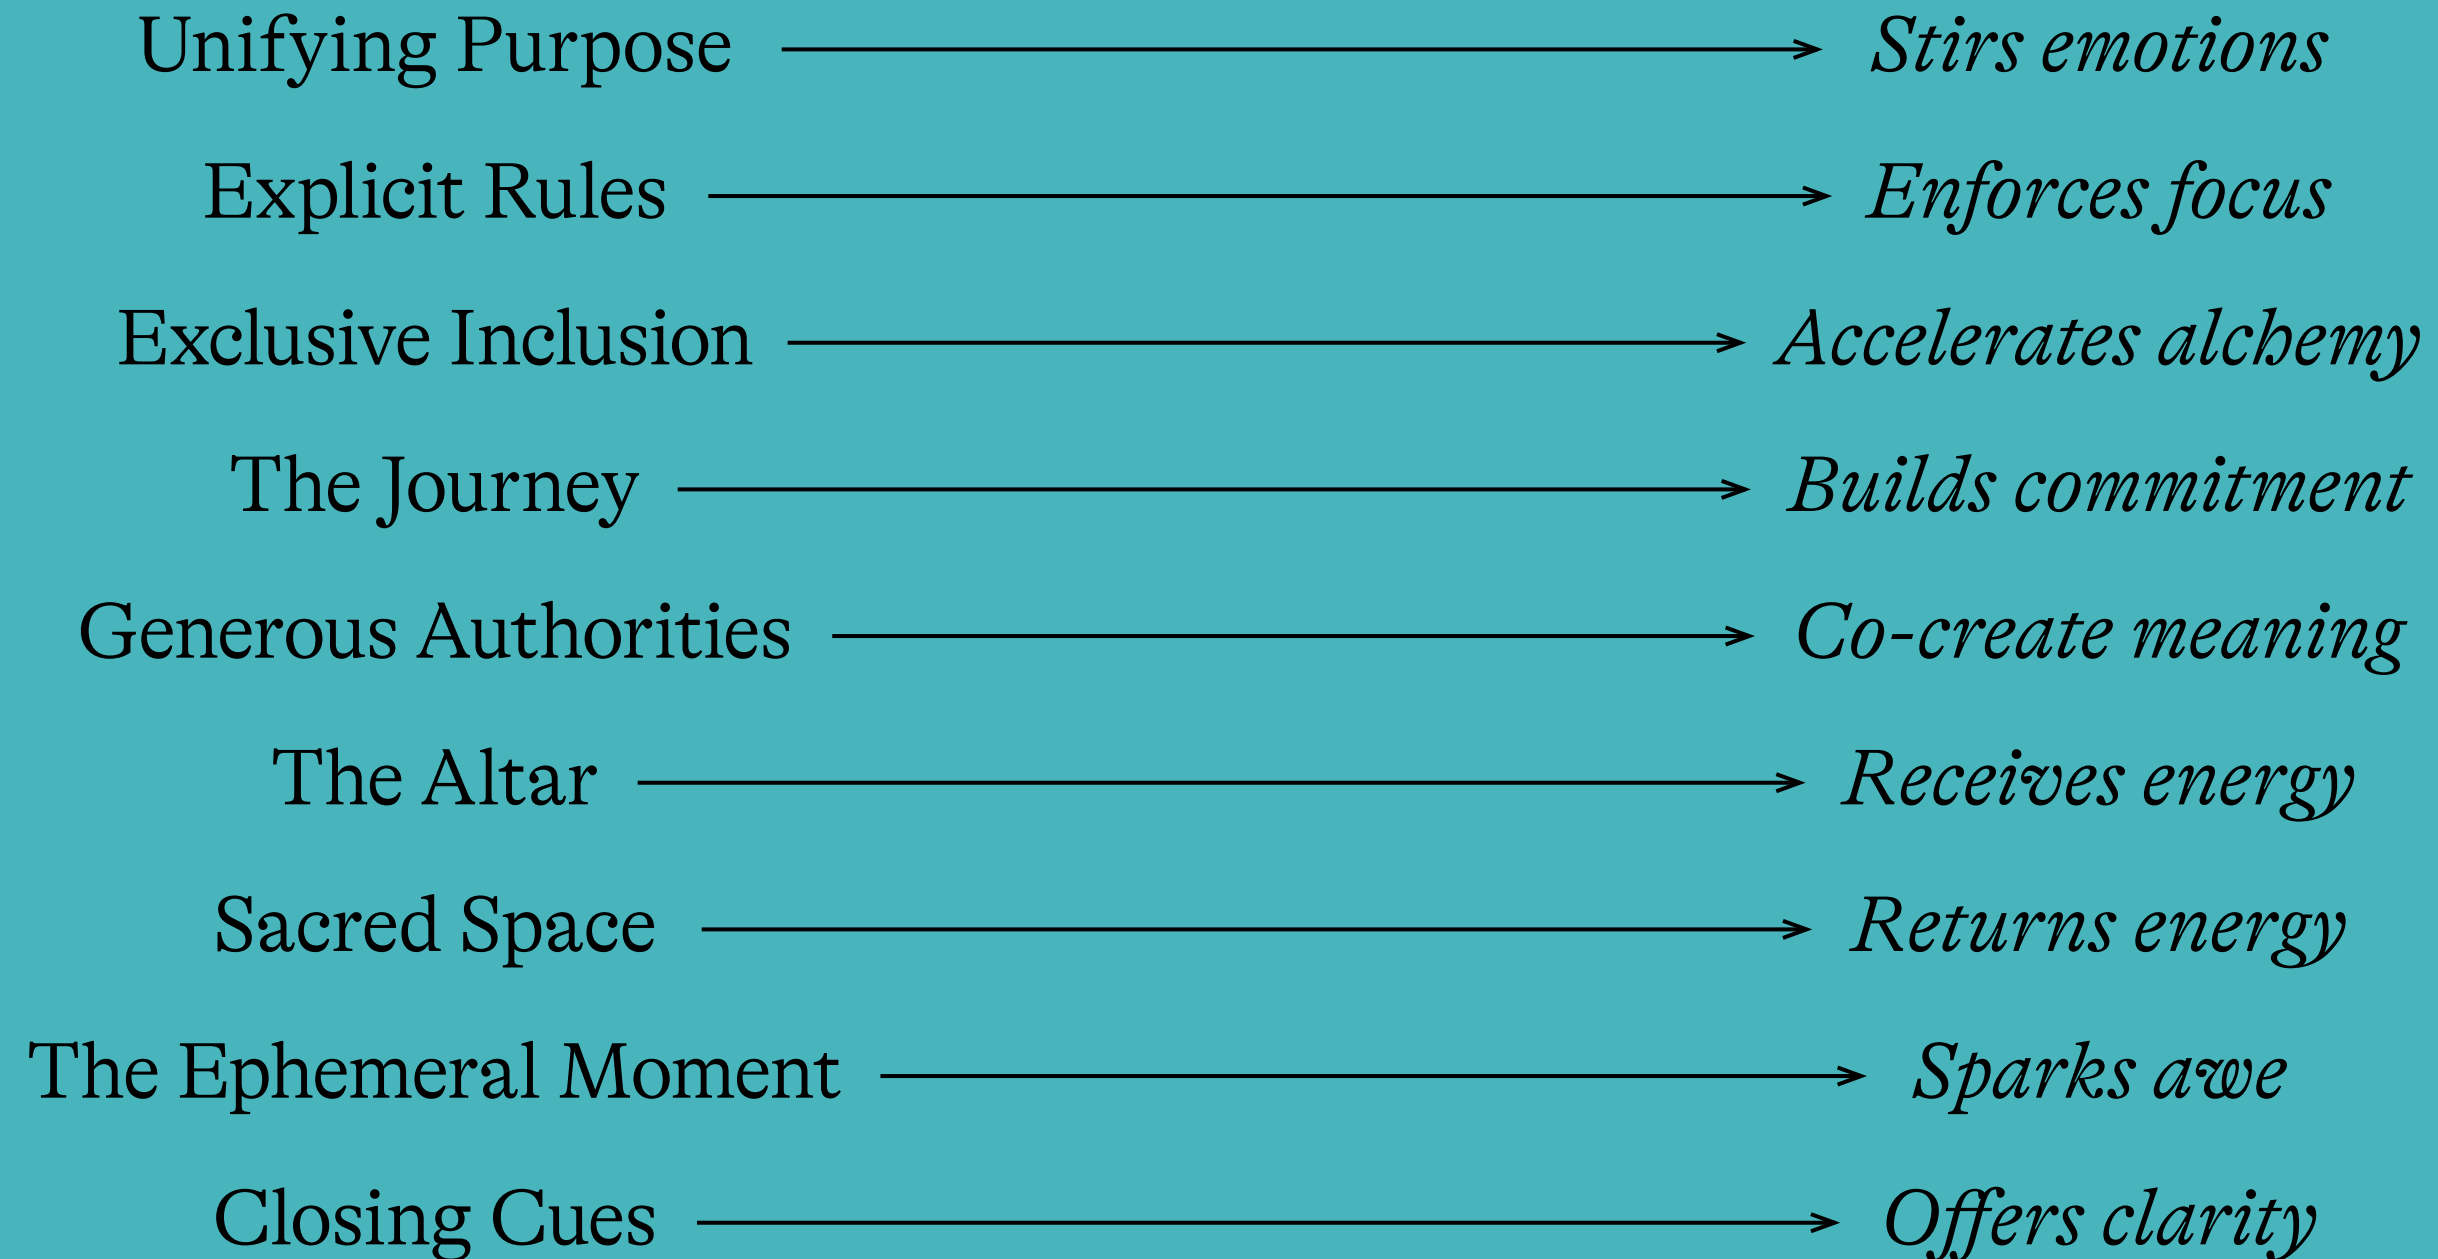 Unifying Purpose Stirs emotions
Explicit Rules Enforces focus
Exclusive Inclusion Accelerates alchemy
The Journey Builds commitment
Generous Authorities Co-create meaning
The Altar Receives energy
Sacred Space Returns energy
The Ephemeral Moment Sparks awe
Closing Cues Offers clarity